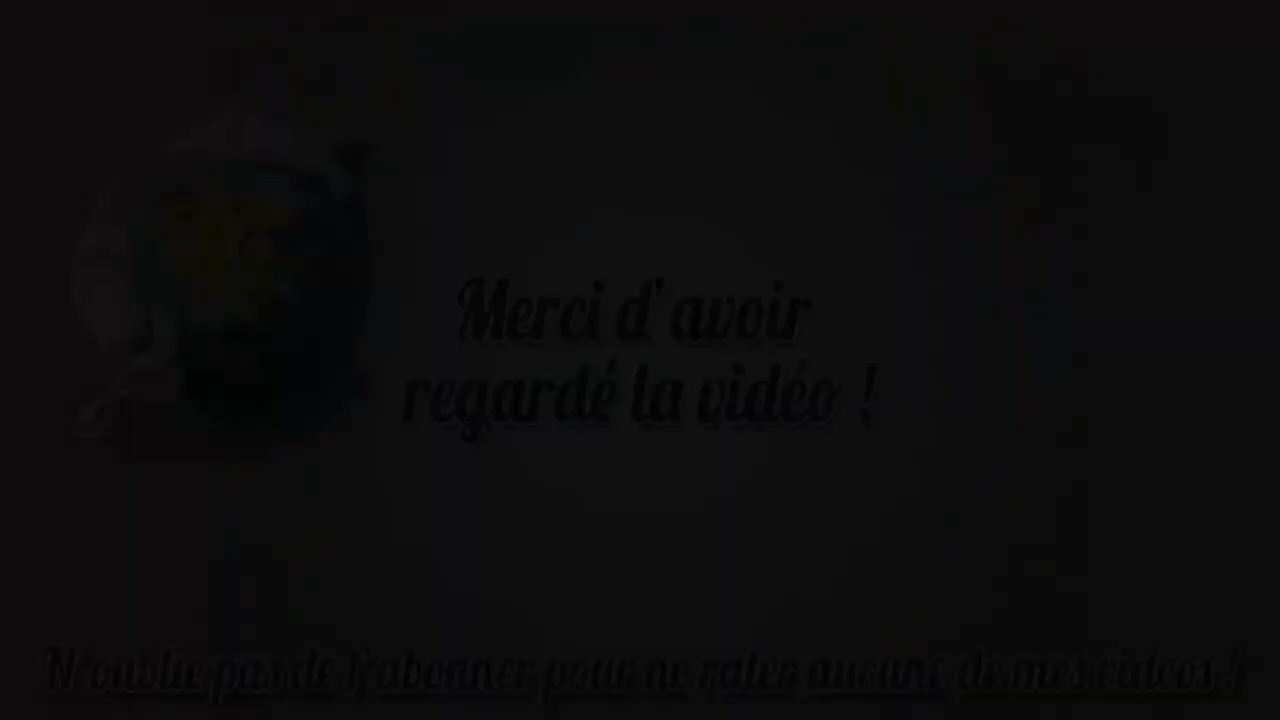 Merci d'avoir
regardé la vidéo !
N'oublie pas de t'abonner pour ne rater aucune de mes vidéos !